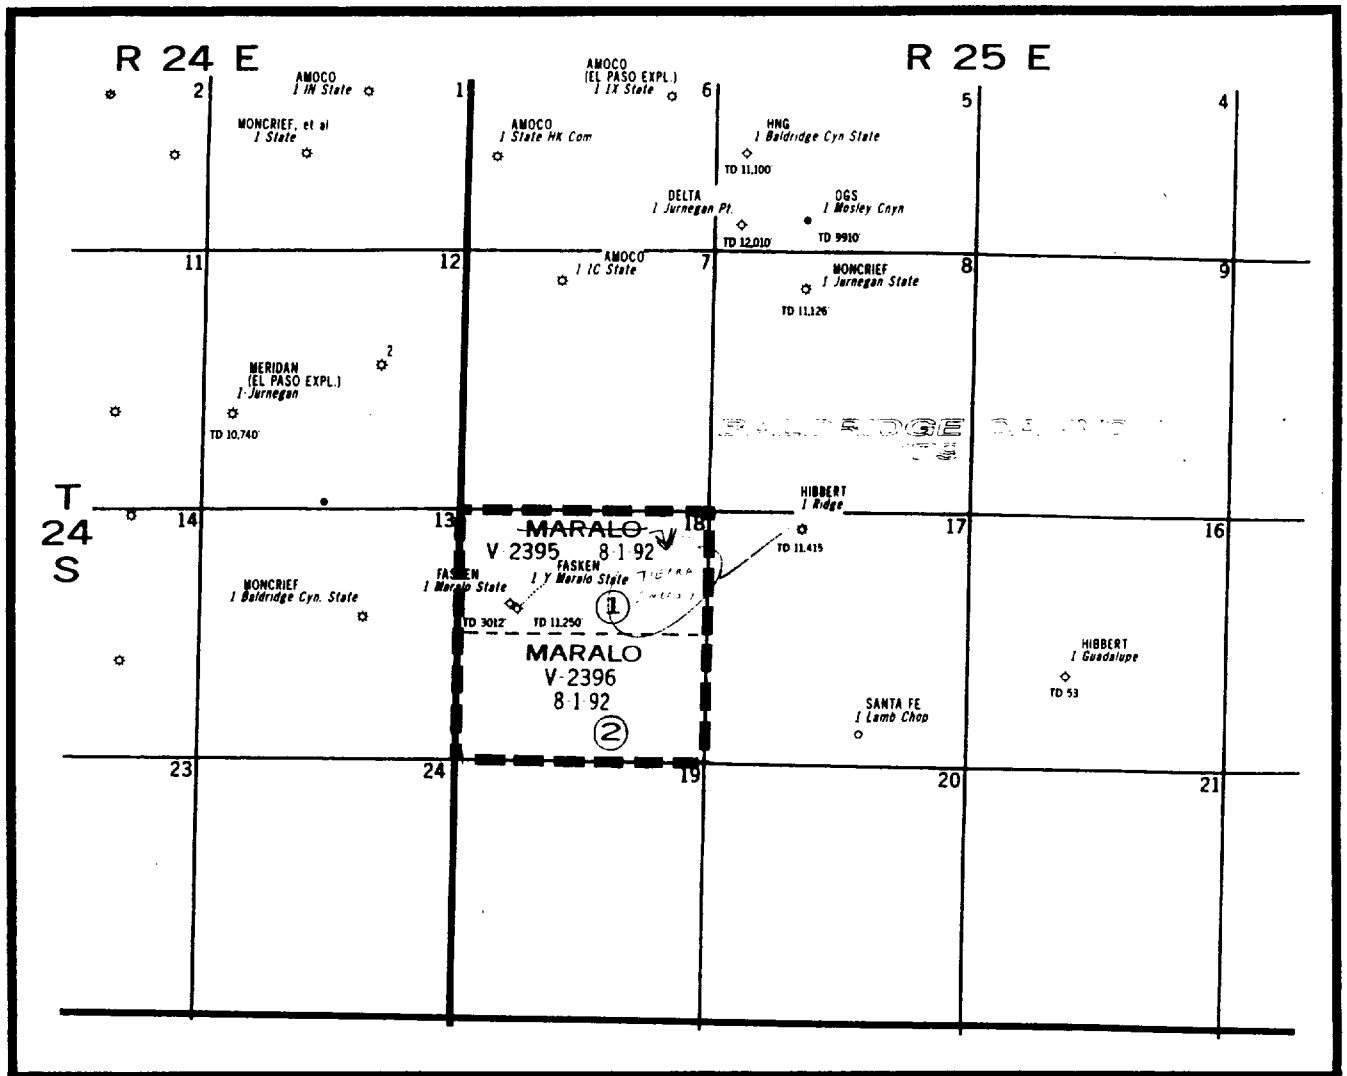 R 24 E
R 25 E
2
AMOCO
1 IN State
1
AMOCO
(EL PASO EXPL.)
1 IX State
6
5
4
MONCRIEF, et al
1 State
AMOCO
1 State HK Com
HNG
1 Baldridge Cyn State
TD 11,100'
DELTA
1 Jurnegan Pt.
TD 12,010'
OGS
1 Mosley Cnyn
TD 9910'
11
12
AMOCO
1 IC State
7
MONCRIEF
1 Jurnegan State
TD 11,126'
8
9
2
MERIDAN
(EL PASO EXPL.)
1-Jurnegan
TD 10,740'
T
24
S
14
13
MARALO
18
V-2395 8-1-92
HIBBERT
1 Ridge
TD 11,415
17
16
MONCRIEF
1 Baldridge Cyn. State
FASKEN
1 Maralo State
FASKEN
1 Y Maralo State
TIERRA
1
TD 3012'
TD 11,250'
MARALO
V-2396
8-1-92
2
HIBBERT
1 Guadalupe
TD 53
SANTA FE
1 Lamb Chop
23
24
19
20
21